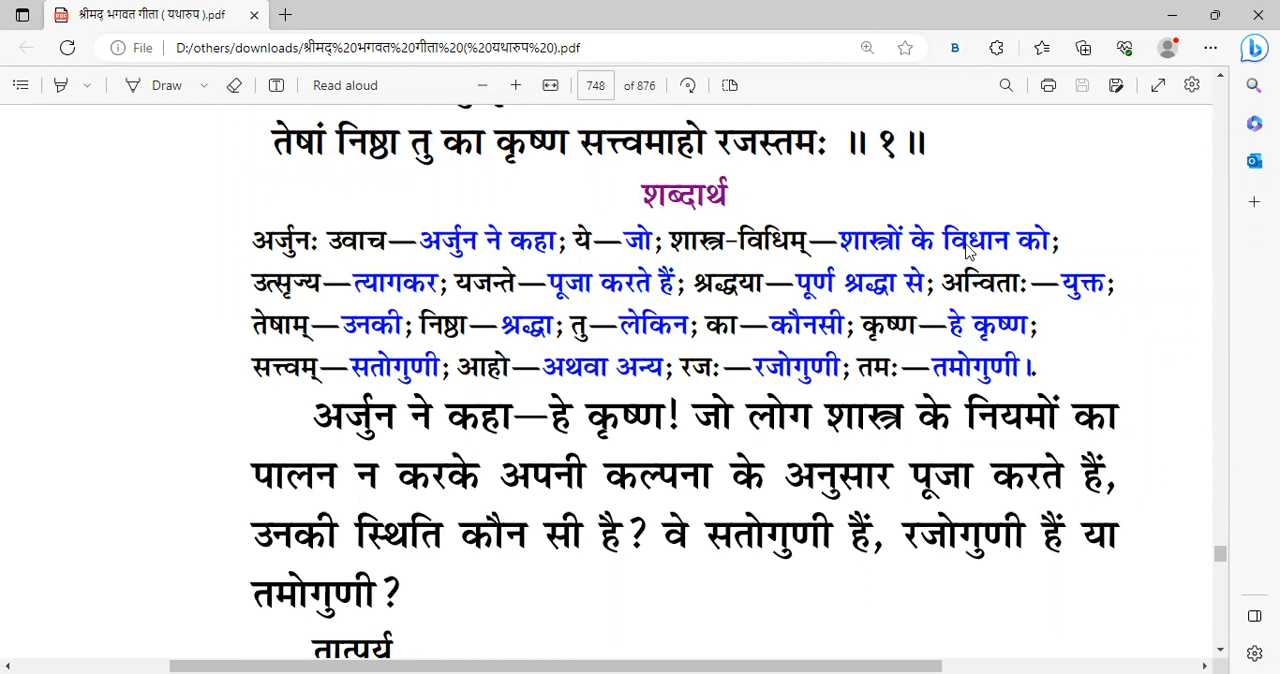 श्रीमद् भगवत गीता ( यथारुप ).pdf
File D:/others/downloads/श्रीमद्%20भगवत%20गीता%20(%20यथारुप%20).pdf
Draw Read aloud 748 of 876
तेषां निष्ठा तु का कृष्ण सत्त्वमाहो रजस्तमः ॥ १॥
शब्दार्थ
अर्जुनः उवाच—अर्जुन ने कहा; ये—जो; शास्त्र-विधिम्—शास्त्रों के विधान को;
उत्सृज्य—त्यागकर; यजन्ते—पूजा करते हैं; श्रद्धया—पूर्ण श्रद्धा से; अन्विताः—युक्त;
तेषाम्—उनकी; निष्ठा—श्रद्धा; तु—लेकिन; का—कौनसी; कृष्ण—हे कृष्ण;
सत्त्वम्—सतोगुणी; आहो—अथवा अन्य; रजः—रजोगुणी; तमः—तमोगुणी।.
अर्जुन ने कहा—हे कृष्ण! जो लोग शास्त्र के नियमों का
पालन न करके अपनी कल्पना के अनुसार पूजा करते हैं,
उनकी स्थिति कौन सी है? वे सतोगुणी हैं, रजोगुणी हैं या
तमोगुणी?
तात्पर्य